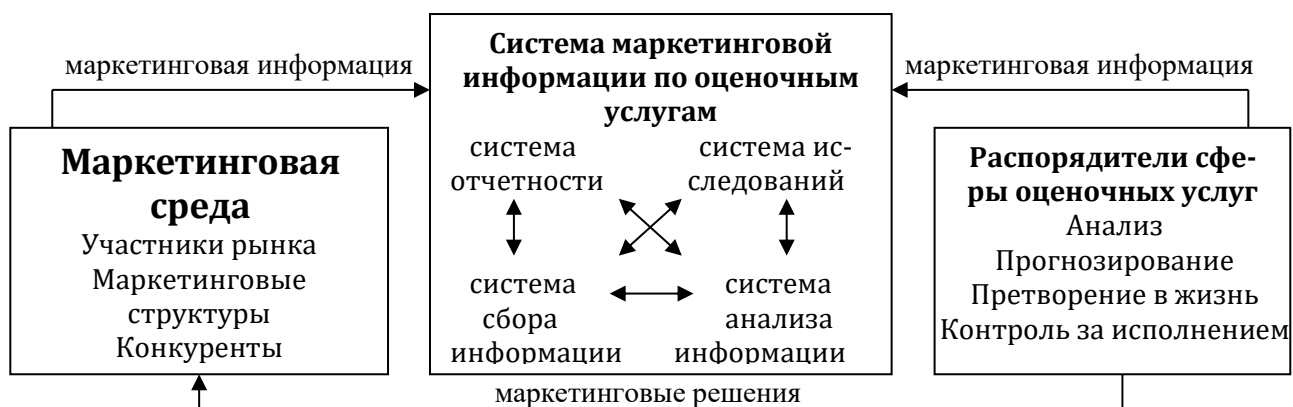 маркетинговая информация
Маркетинговая
среда
Участники рынка
Маркетинговые
структуры
Конкуренты
Система маркетинговой
информации по оценочным
услугам
система
отчетности
система ис-
следований
система
сбора
информации
система
анализа
информации
маркетинговая информация
Распорядители сфе-
ры оценочных услуг
Анализ
Прогнозирование
Претворение в жизнь
Контроль за исполнением
маркетинговые решения